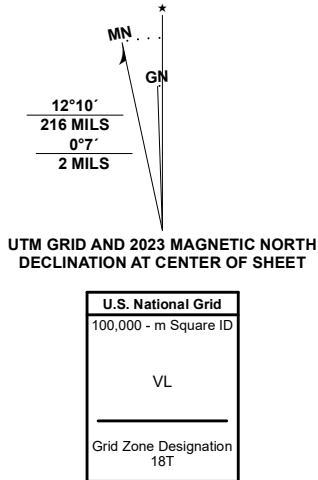 ★
MN
GN
12°10´
216 MILS
0°7´
2 MILS
UTM GRID AND 2023 MAGNETIC NORTH
DECLINATION AT CENTER OF SHEET
U.S. National Grid
100,000 - m Square ID
VL
Grid Zone Designation
18T